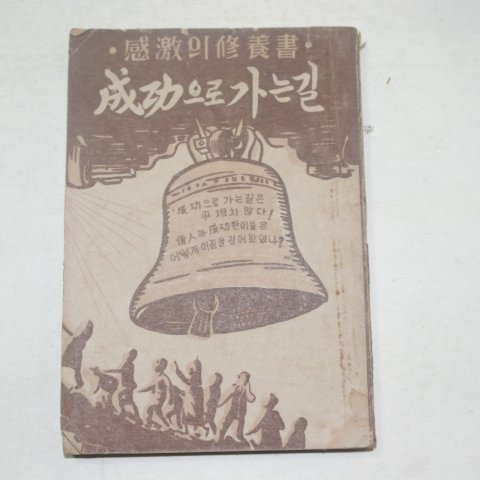 ·感激의修養書·
成功으로가는길
成功으로 가는길은
平坦치 않다!
偉人과 成功한이들은
어떻게 이길을 걸어왔었나?